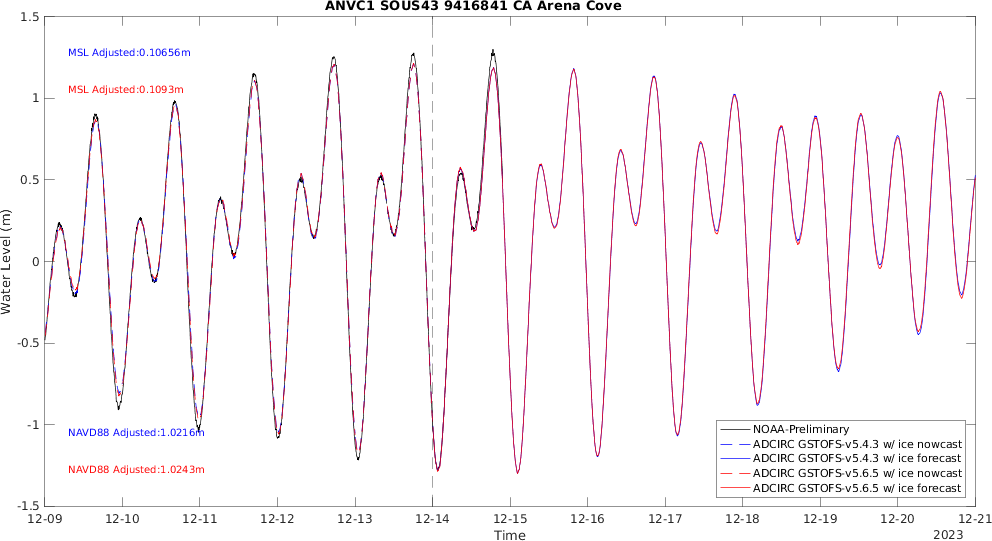 ANVC1 SOUS43 9416841 CA Arena Cove
1.5
1
0.5
0
-0.5
-1
-1.5
Water Level (m)
MSL Adjusted:0.10656m
MSL Adjusted:0.1093m
NAVD88 Adjusted:1.0216m
NAVD88 Adjusted:1.0243m
NOAA-Preliminary
ADCIRC GSTOFS-v5.4.3 w/ ice nowcast
ADCIRC GSTOFS-v5.4.3 w/ ice forecast
ADCIRC GSTOFS-v5.6.5 w/ ice nowcast
ADCIRC GSTOFS-v5.6.5 w/ ice forecast
12-09 12-10 12-11 12-12 12-13 12-14 12-15 12-16 12-17 12-18 12-19 12-20 12-21
Time
2023